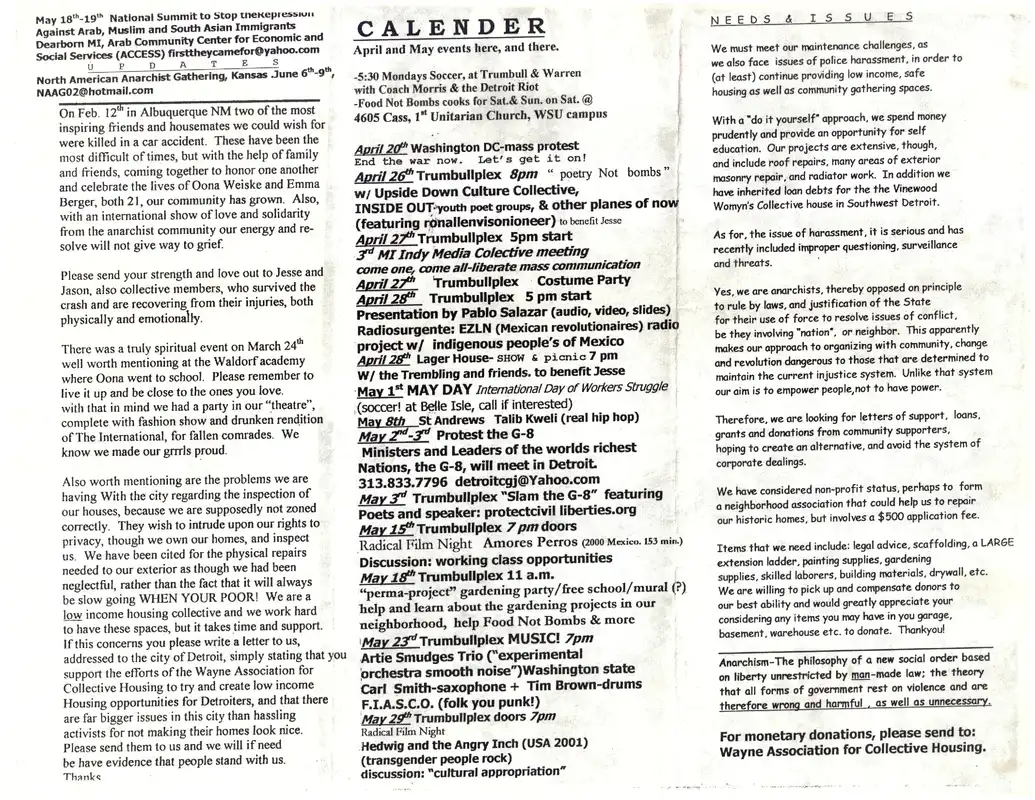 May 18th-19th National Summit to Stop theRepression
Against Arab, Muslim and South Asian Immigrants
Dearborn MI, Arab Community Center for Economic and
Social Services (ACCESS) firsttheycamefor@yahoo.com
U P D A T E S
North American Anarchist Gathering, Kansas June 6th-9th,
NAAG02@hotmail.com
On Feb. 12th in Albuquerque NM two of the most
inspiring friends and housemates we could wish for
were killed in a car accident. These have been the
most difficult of times, but with the help of family
and friends, coming together to honor one another
and celebrate the lives of Oona Weiske and Emma
Berger, both 21, our community has grown. Also,
with an international show of love and solidarity
from the anarchist community our energy and re-
solve will not give way to grief.
Please send your strength and love out to Jesse and
Jason, also collective members, who survived the
crash and are recovering from their injuries, both
physically and emotionally.
There was a truly spiritual event on March 24th
well worth mentioning at the Waldorf academy
where Oona went to school. Please remember to
live it up and be close to the ones you love.
with that in mind we had a party in our "theatre",
complete with fashion show and drunken rendition
of The International, for fallen comrades. We
know we made our grrrls proud.
Also worth mentioning are the problems we are
having With the city regarding the inspection of
our houses, because we are supposedly not zoned
correctly. They wish to intrude upon our rights to
privacy, though we own our homes, and inspect
us. We have been cited for the physical repairs
needed to our exterior as though we had been
neglectful, rather than the fact that it will always
be slow going WHEN YOUR POOR! We are a
low income housing collective and we work hard
to have these spaces, but it takes time and support.
If this concerns you please write a letter to us,
addressed to the city of Detroit, simply stating that you
support the efforts of the Wayne Association for
Collective Housing to try and create low income
Housing opportunities for Detroiters, and that there
are far bigger issues in this city than hassling
activists for not making their homes look nice.
Please send them to us and we will if need
be have evidence that people stand with us.
Thanks
CALENDER
April and May events here, and there.
-5:30 Mondays Soccer, at Trumbull & Warren
with Coach Morris & the Detroit Riot
-Food Not Bombs cooks for Sat.& Sun. on Sat. @
4605 Cass, 1st Unitarian Church, WSU campus
April 20th Washington DC-mass protest
End the war now. Let's get it on!
April 26th Trumbullplex 8pm " poetry Not bombs "
w/ Upside Down Culture Collective,
INSIDE OUT-youth poet groups, & other planes of now
(featuring ronallenvisonioneer) to benefit Jesse
April 27th Trumbullplex 5pm start
3rd MI Indy Media Colective meeting
come one, come all-liberate mass communication
April 27th Trumbullplex Costume Party
April 28th Trumbullplex 5 pm start
Presentation by Pablo Salazar (audio, video, slides)
Radiosurgente: EZLN (Mexican revolutionaires) radio
project w/ indigenous people's of Mexico
April 28th Lager House- SHOW & picnic 7 pm
W/ the Trembling and friends. to benefit Jesse
May 1st MAY DAY International Day of Workers Struggle
(soccer! at Belle Isle, call if interested)
May 8th St Andrews Talib Kweli (real hip hop)
May 2nd-3rd Protest the G-8
Ministers and Leaders of the worlds richest
Nations, the G-8, will meet in Detroit.
313.833.7796 detroitcgj@Yahoo.com
May 3rd Trumbullplex "Slam the G-8" featuring
Poets and speaker: protectcivil liberties.org
May 15th Trumbullplex 7 pm doors
Radical Film Night Amores Perros (2000 Mexico. 153 min.)
Discussion: working class opportunities
May 18th Trumbullplex 11 a.m.
"perma-project" gardening party/free school/mural (?)
help and learn about the gardening projects in our
neighborhood, help Food Not Bombs & more
May 23rd Trumbullplex MUSIC! 7pm
Artie Smudges Trio ("experimental
orchestra smooth noise")Washington state
Carl Smith-saxophone + Tim Brown-drums
F.I.A.S.C.O. (folk you punk!)
May 29th Trumbullplex doors 7pm
Radical Film Night
Hedwig and the Angry Inch (USA 2001)
(transgender people rock)
discussion: "cultural appropriation"
NEEDS & ISSUES
We must meet our maintenance challenges, as
we also face issues of police harassment, in order to
(at least) continue providing low income, safe
housing as well as community gathering spaces.
With a "do it yourself" approach, we spend money
prudently and provide an opportunity for self
education. Our projects are extensive, though,
and include roof repairs, many areas of exterior
masonry repair, and radiator work. In addition we
have inherited loan debts for the the Vinewood
Womyn's Collective house in Southwest Detroit.
As for, the issue of harassment, it is serious and has
recently included improper questioning, surveillance
and threats.
Yes, we are anarchists, thereby opposed on principle
to rule by laws, and justification of the State
for their use of force to resolve issues of conflict,
be they involving "nation", or neighbor. This apparently
makes our approach to organizing with community, change
and revolution dangerous to those that are determined to
maintain the current injustice system. Unlike that system
our aim is to empower people,not to have power.
Therefore, we are looking for letters of support, loans,
grants and donations from community supporters,
hoping to create an alternative, and avoid the system of
corporate dealings.
We have considered non-profit status, perhaps to form
a neighborhood association that could help us to repair
our historic homes, but involves a $500 application fee.
Items that we need include: legal advice, scaffolding, a LARGE
extension ladder, painting supplies, gardening
supplies, skilled laborers, building materials, drywall, etc.
We are willing to pick up and compensate donors to
our best ability and would greatly appreciate your
considering any items you may have in you garage,
basement, warehouse etc. to donate. Thankyou!
Anarchism-The philosophy of a new social order based
on liberty unrestricted by man-made law; the theory
that all forms of government rest on violence and are
therefore wrong and harmful , as well as unnecessary.
For monetary donations, please send to:
Wayne Association for Collective Housing.